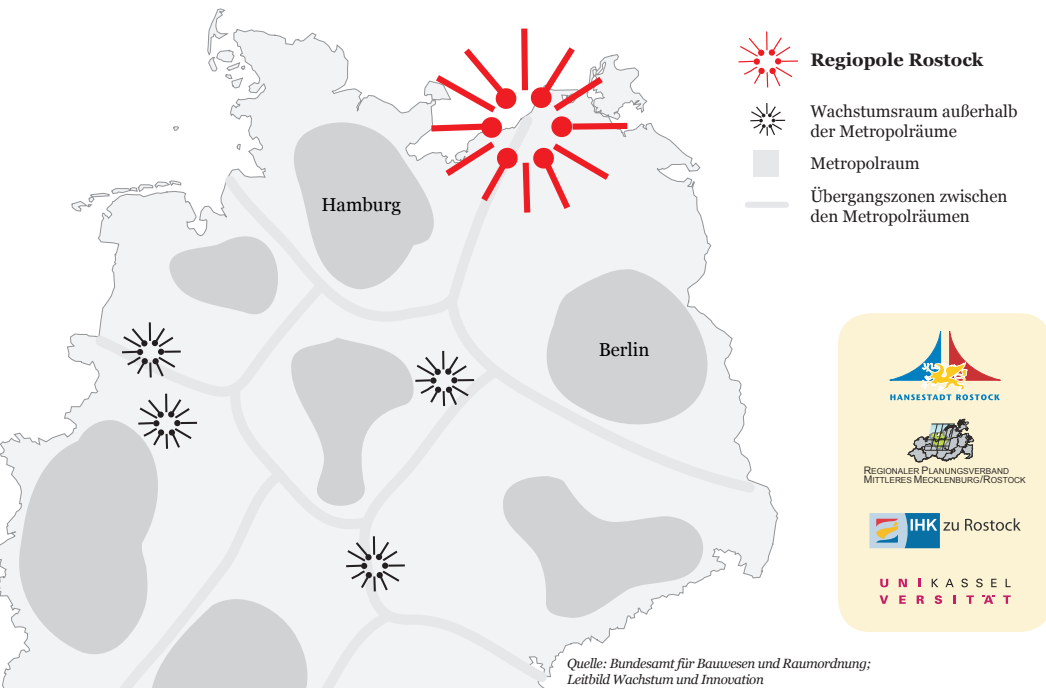 Regiopole Rostock
Wachstumsraum außerhalb
der Metropolräume
Metropolraum
Übergangszonen zwischen
den Metropolräumen
Hamburg
Berlin
HANSESTADT ROSTOCK
REGIONALER PLANUNGSVERBAND
MITTLERES MECKLENBURG/ROSTOCK
IHK zu Rostock
UNIKASSEL
VERSITÄT
Quelle: Bundesamt für Bauwesen und Raumordnung;
Leitbild Wachstum und Innovation